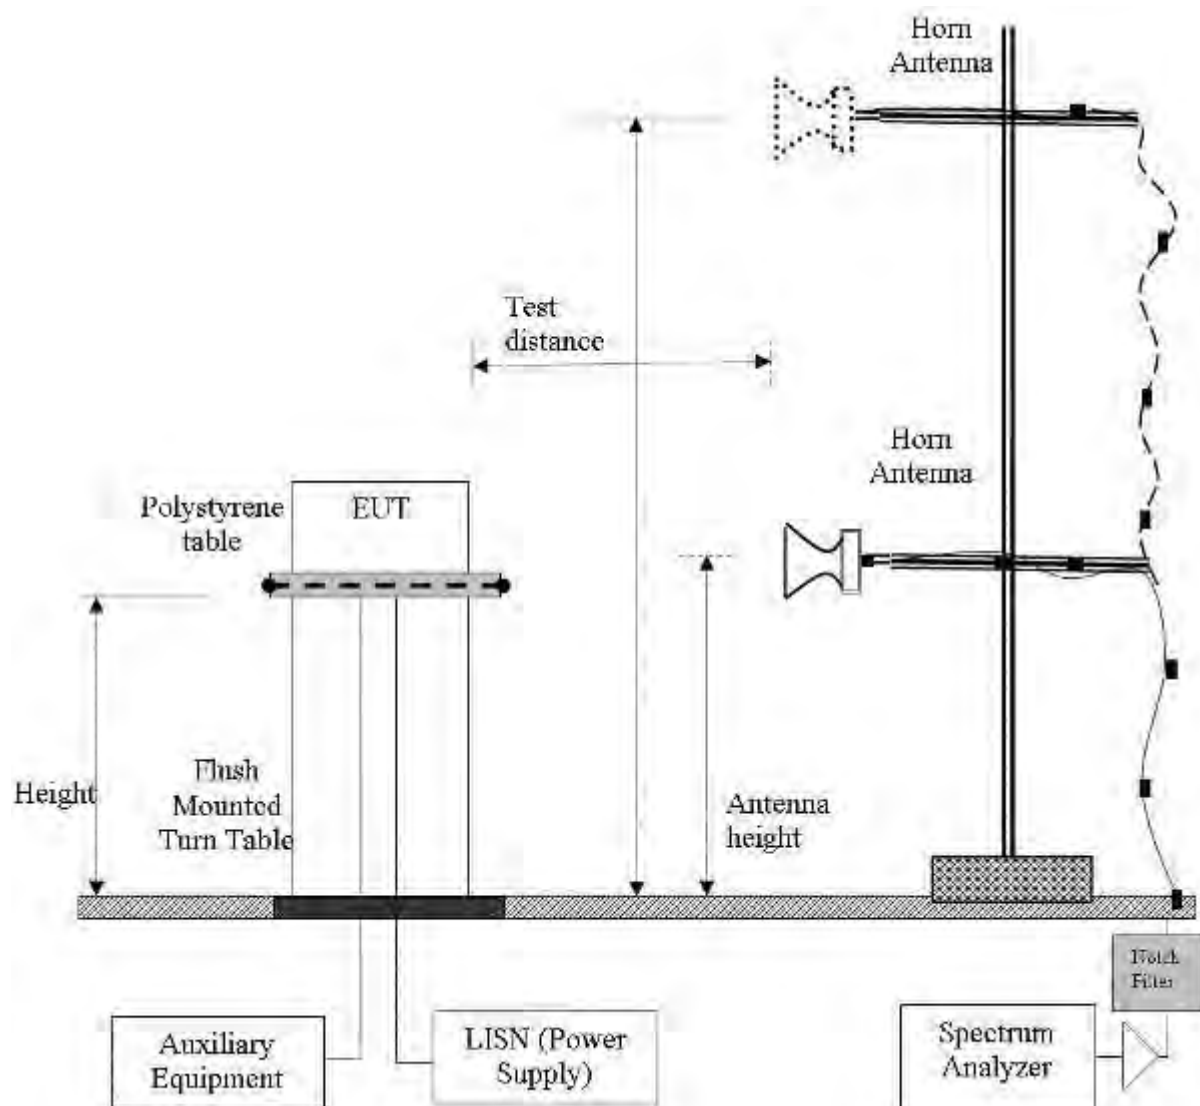 Horn
Antenna
Test
distance
Horn
Antenna
Polystyrene
table
EUT
Height
Flush
Mounted
Turn Table
Antenna
height
Notch
Filter
Auxiliary
Equipment
LISN (Power
Supply)
Spectrum
Analyzer